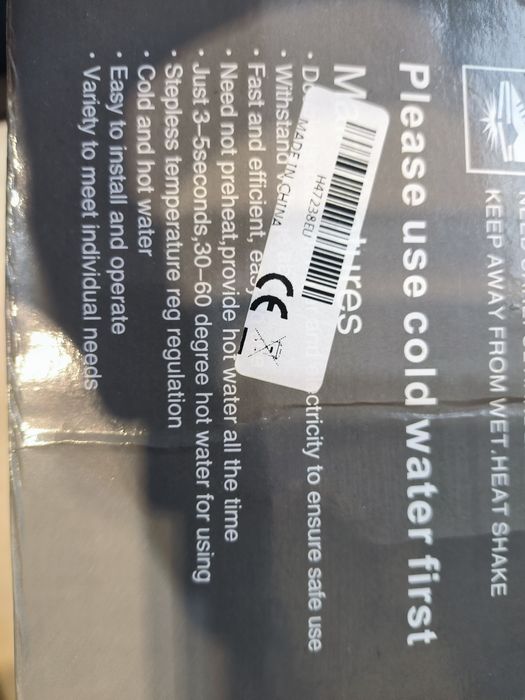 KEEP AWAY FROM WET.HEAT SHAKE
Please use cold water first
ctricity to ensure safe use
Withstand
Fast and efficient,
Need not preheat,provide hot water all the time
Just 3–5seconds,30–60 degree hot water for using
Stepless temperature reg regulation
Cold and hot water
Easy to install and operate
Variety to meet individual needs
H47238EU
MADE IN CHINA
CE